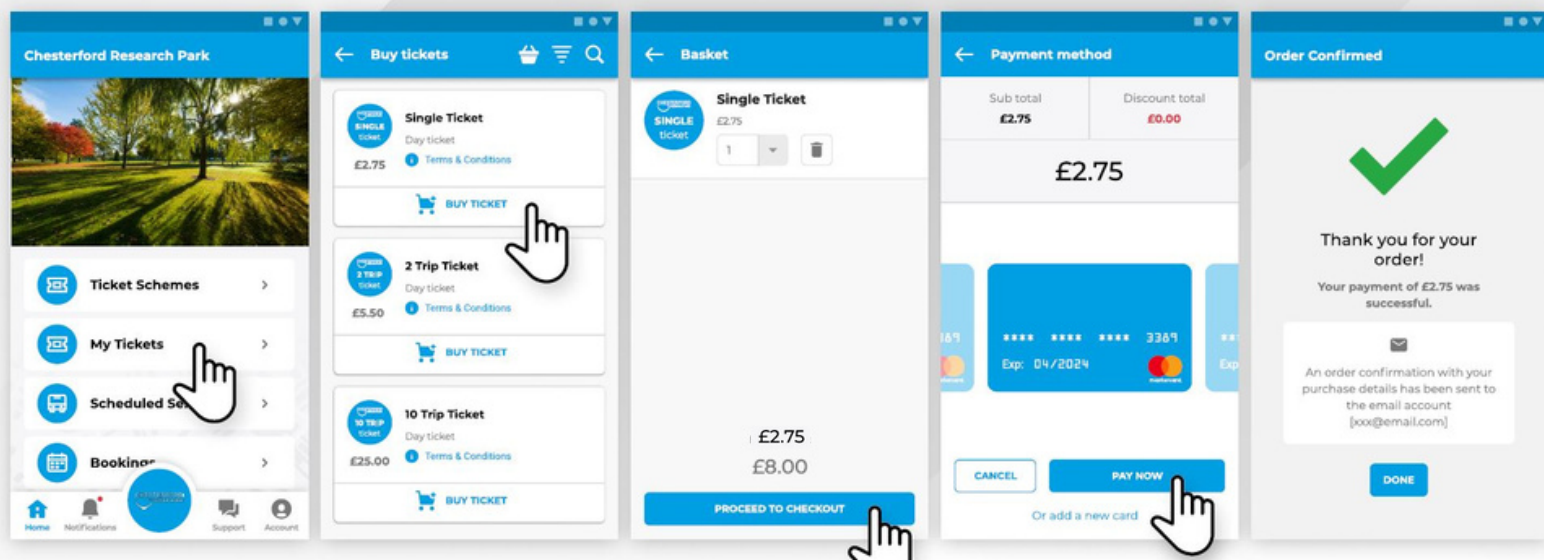 Chesterford Research Park
Ticket Schemes
My Tickets
Scheduled Se
Bookings
Home
Notifications
Support
Account
Buy tickets
SINGLE
ticket
£2.75
Single Ticket
Day ticket
Terms & Conditions
BUY TICKET
2 TRIP
ticket
£5.50
2 Trip Ticket
Day ticket
Terms & Conditions
BUY TICKET
10 TRIP
ticket
£25.00
10 Trip Ticket
Day ticket
Terms & Conditions
BUY TICKET
Basket
SINGLE
ticket
Single Ticket
£2.75
1
£2.75
£8.00
PROCEED TO CHECKOUT
Payment method
Sub total
£2.75
Discount total
£0.00
£2.75
**** **** **** 3389
Exp: 04/2024
mastercard
Exp
CANCEL
PAY NOW
Or add a new card
Order Confirmed
Thank you for your
order!
Your payment of £2.75 was
successful.
An order confirmation with your
purchase details has been sent to
the email account
[xxx@email.com]
DONE